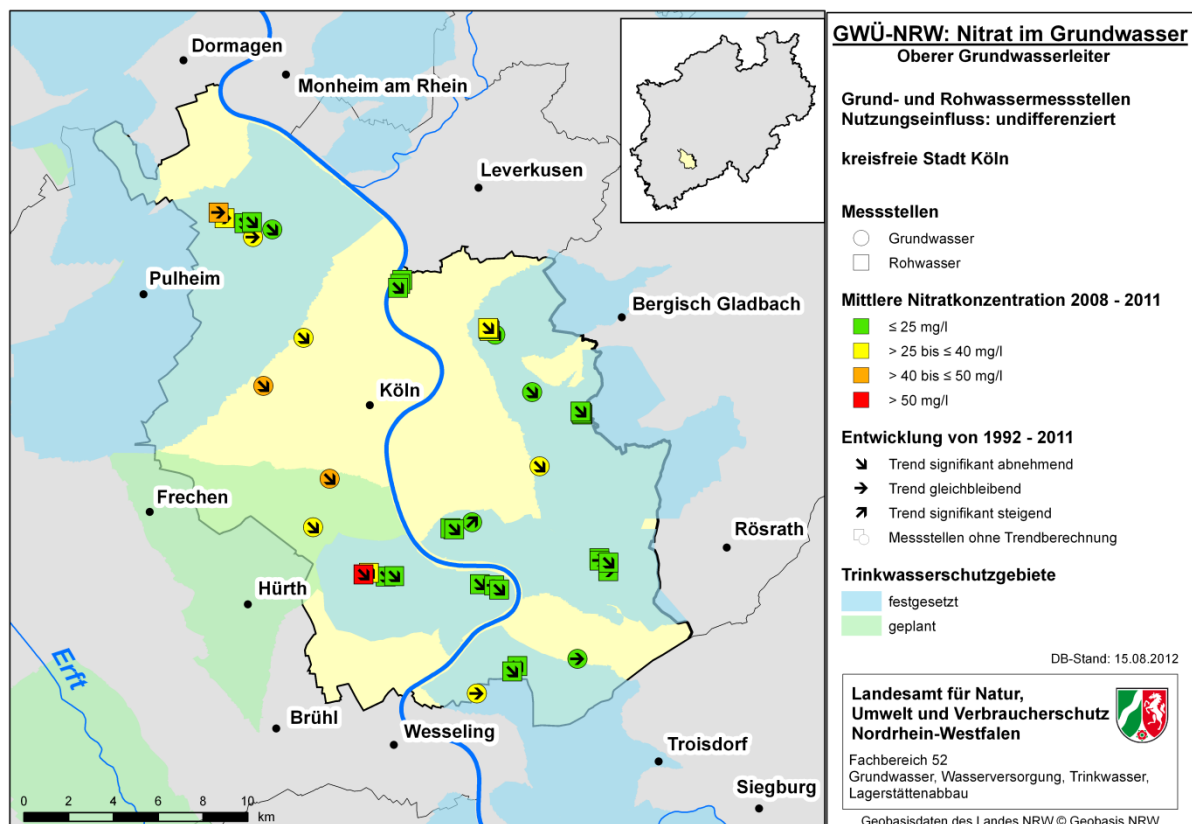 Dormagen
Monheim am Rhein
Leverkusen
Pulheim
Bergisch Gladbach
Köln
Frechen
Rösrath
Hürth
Erft
Brühl
Wesseling
Troisdorf
Siegburg
0 2 4 6 8 10
km
GWÜ-NRW: Nitrat im Grundwasser
Oberer Grundwasserleiter
Grund- und Rohwassermessstellen
Nutzungseinfluss: undifferenziert
kreisfreie Stadt Köln
Messstellen
Grundwasser
Rohwasser
Mittlere Nitratkonzentration 2008 - 2011
≤ 25 mg/l
> 25 bis ≤ 40 mg/l
> 40 bis ≤ 50 mg/l
> 50 mg/l
Entwicklung von 1992 - 2011
Trend signifikant abnehmend
Trend gleichbleibend
Trend signifikant steigend
Messstellen ohne Trendberechnung
Trinkwasserschutzgebiete
festgesetzt
geplant
DB-Stand: 15.08.2012
Landesamt für Natur,
Umwelt und Verbraucherschutz
Nordrhein-Westfalen
Fachbereich 52
Grundwasser, Wasserversorgung, Trinkwasser,
Lagerstättenabbau
Geobasisdaten des Landes NRW © Geobasis NRW